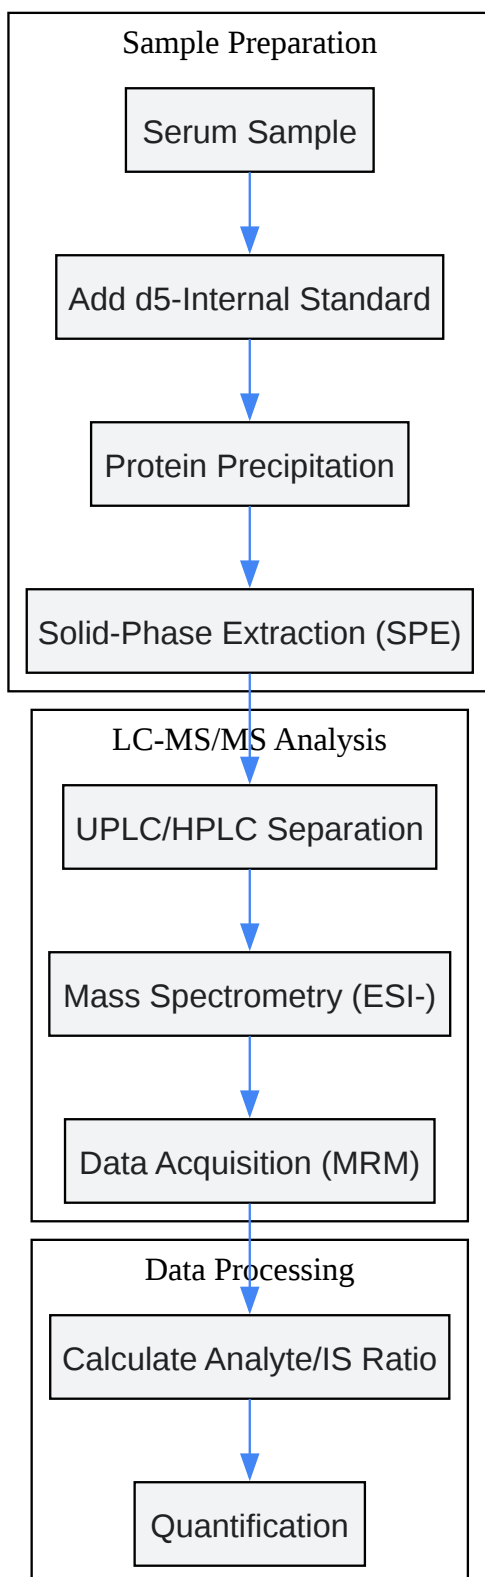 Sample Preparation
Serum Sample
Add d5-Internal Standard
Protein Precipitation
Solid-Phase Extraction (SPE)
LC-MS/MS Analysis
UPLC/HPLC Separation
Mass Spectrometry (ESI-)
Data Acquisition (MRM)
Data Processing
Calculate Analyte/IS Ratio
Quantification